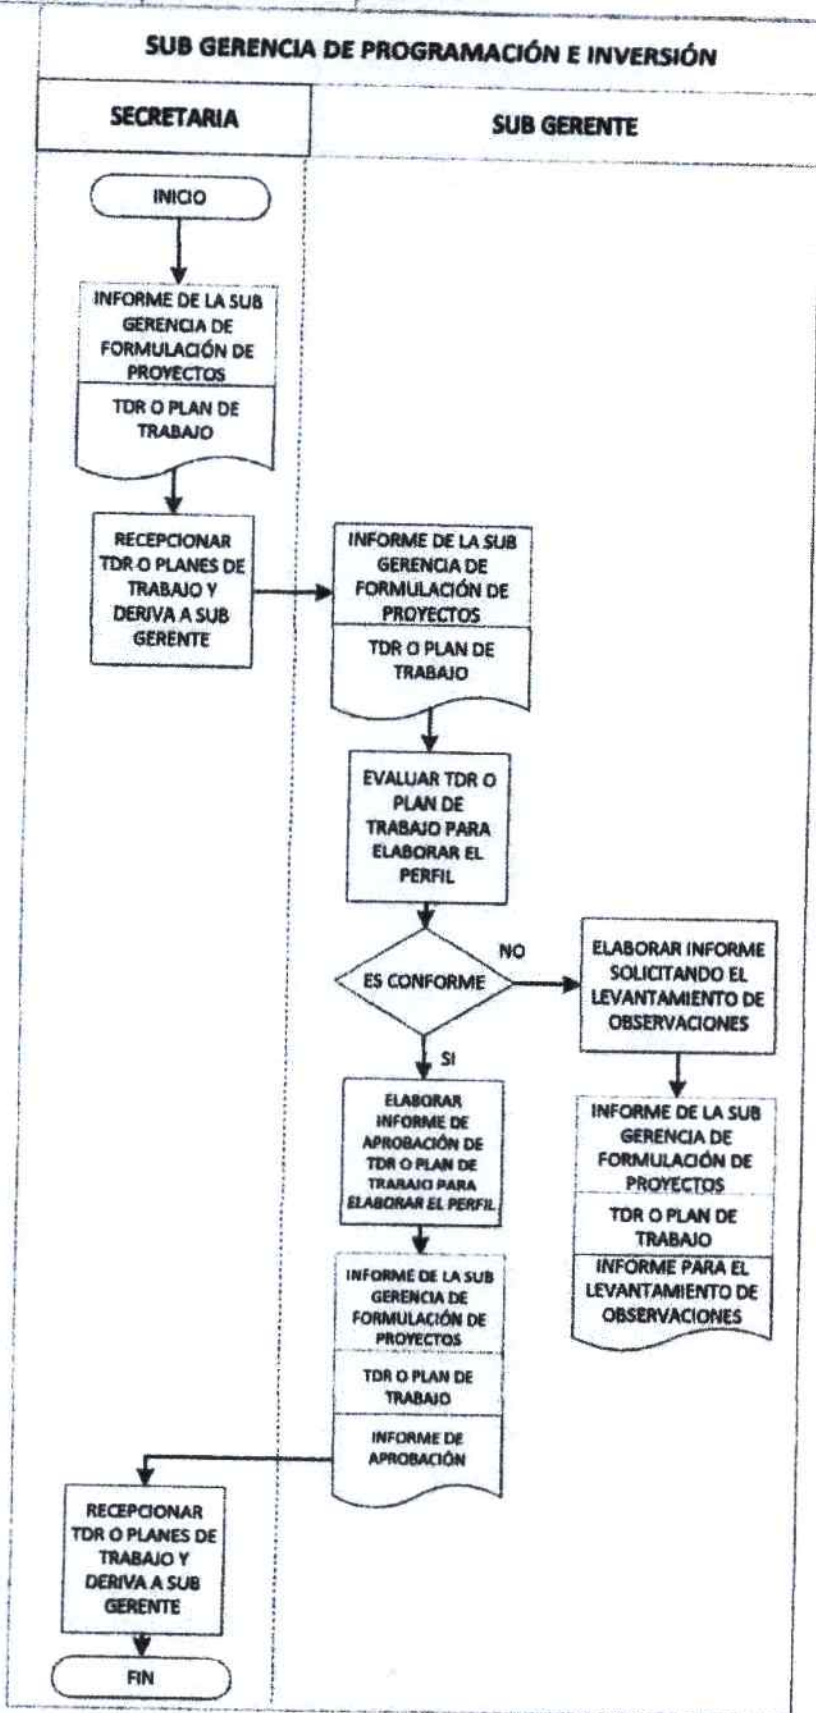 SUB GERENCIA DE PROGRAMACIÓN E INVERSIÓN
SECRETARIA
SUB GERENTE
INICIO
INFORME DE LA SUB
GERENCIA DE
FORMULACIÓN DE
PROYECTOS
TDR O PLAN DE
TRABAJO
RECEPCIONAR
TDR O PLANES DE
TRABAJO Y
DERIVA A SUB
GERENTE
INFORME DE LA SUB
GERENCIA DE
FORMULACIÓN DE
PROYECTOS
TDR O PLAN DE
TRABAJO
EVALUAR TDR O
PLAN DE
TRABAJO PARA
ELABORAR EL
PERFIL
ES CONFORME
NO
ELABORAR INFORME
SOLICITANDO EL
LEVANTAMIENTO DE
OBSERVACIONES
SI
ELABORAR
INFORME DE
APROBACIÓN DE
TDR O PLAN DE
TRABAJO PARA
ELABORAR EL PERFIL
INFORME DE LA SUB
GERENCIA DE
FORMULACIÓN DE
PROYECTOS
TDR O PLAN DE
TRABAJO
INFORME PARA EL
LEVANTAMIENTO DE
OBSERVACIONES
INFORME DE LA SUB
GERENCIA DE
FORMULACIÓN DE
PROYECTOS
TDR O PLAN DE
TRABAJO
INFORME DE
APROBACIÓN
RECEPCIONAR
TDR O PLANES DE
TRABAJO Y
DERIVA A SUB
GERENTE
FIN